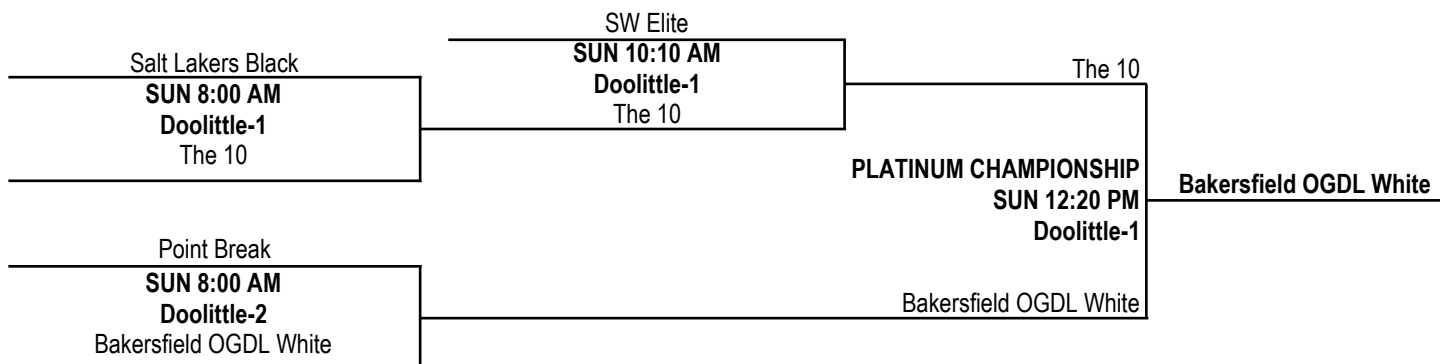 SW Elite
SUN 10:10 AM
Doolittle-1
The 10
Salt Lakers Black
SUN 8:00 AM
Doolittle-1
The 10
The 10
PLATINUM CHAMPIONSHIP
SUN 12:20 PM
Doolittle-1
Bakersfield OGDL White
Point Break
SUN 8:00 AM
Doolittle-2
Bakersfield OGDL White
Bakersfield OGDL White